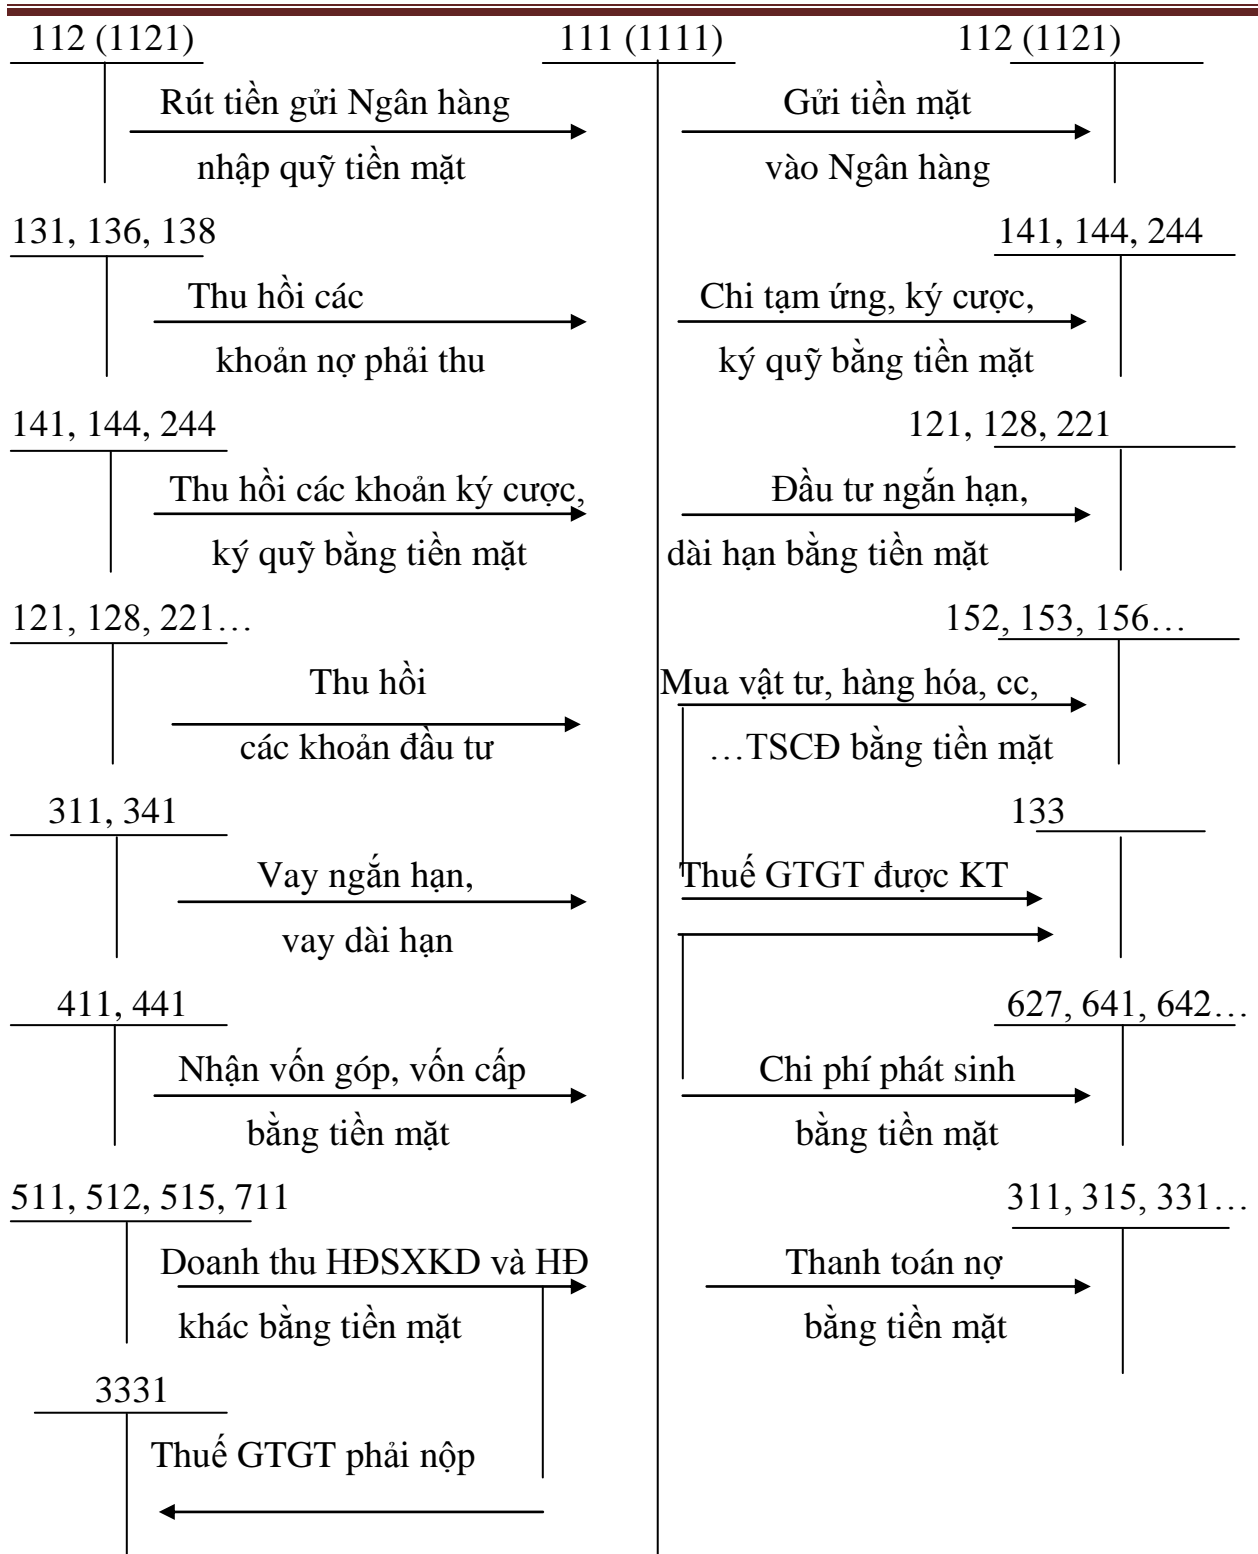 112 (1121)
111 (1111)
112 (1121)
Rút tiền gửi Ngân hàng
nhập quỹ tiền mặt
Gửi tiền mặt
vào Ngân hàng
131, 136, 138
141, 144, 244
Thu hồi các
khoản nợ phải thu
Chi tạm ứng, ký cược,
ký quỹ bằng tiền mặt
141, 144, 244
121, 128, 221
Thu hồi các khoản ký cược,
ký quỹ bằng tiền mặt
Đầu tư ngắn hạn,
dài hạn bằng tiền mặt
121, 128, 221…
152, 153, 156…
Thu hồi
các khoản đầu tư
Mua vật tư, hàng hóa, cc,
…TSCĐ bằng tiền mặt
311, 341
133
Vay ngắn hạn,
vay dài hạn
Thuế GTGT được KT
411, 441
627, 641, 642…
Nhận vốn góp, vốn cấp
bằng tiền mặt
Chi phí phát sinh
bằng tiền mặt
511, 512, 515, 711
311, 315, 331…
Doanh thu HĐSXKD và HĐ
khác bằng tiền mặt
Thanh toán nợ
bằng tiền mặt
3331
Thuế GTGT phải nộp